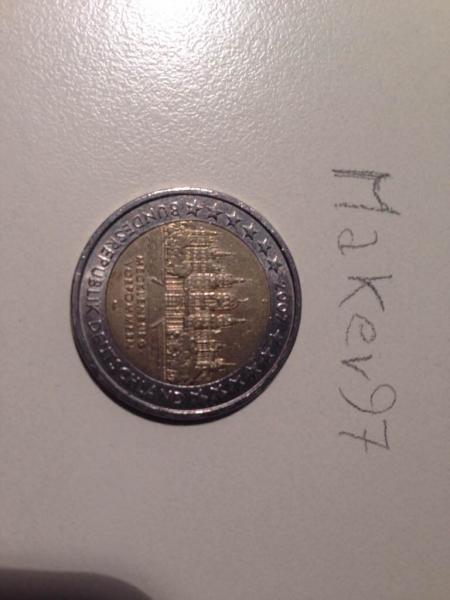 Makev97
2007
BUNDESREPUBLIK DEUTSCHLAND
MECKLENBURG-
VORPOMMERN